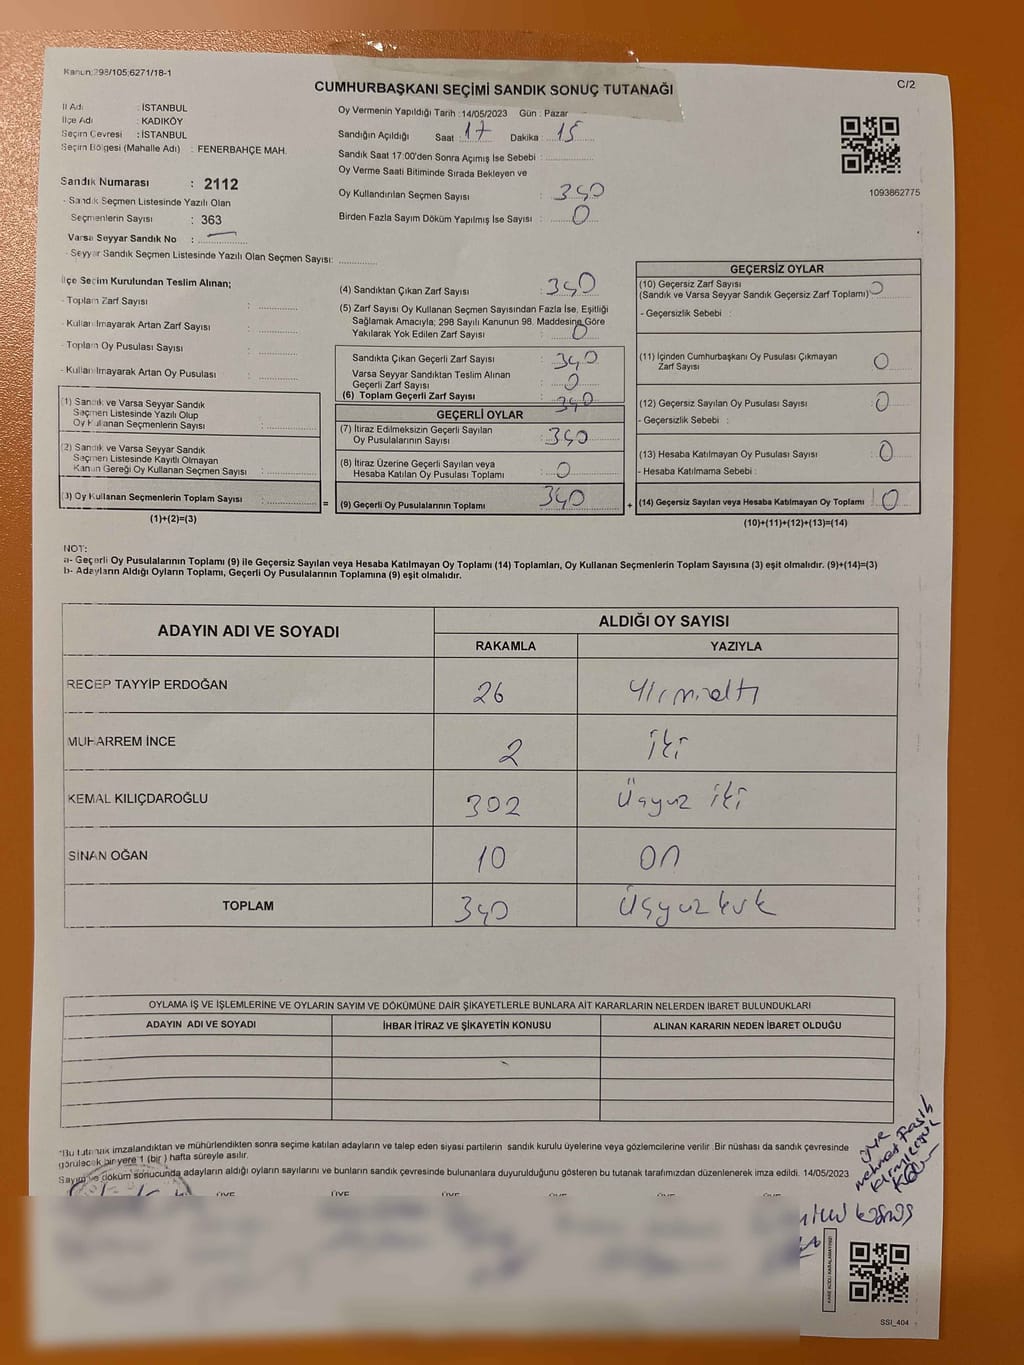 Kanun;298/105;6271/18-1
CUMHURBAŞKANI SEÇİMİ SANDIK SONUÇ TUTANAĞI
C/2
İl Adı : İSTANBUL
İlçe Adı : KADIKÖY
Seçim Çevresi : İSTANBUL
Seçim Bölgesi (Mahalle Adı) : FENERBAHÇE MAH.
Sandık Numarası : 2112
- Sandık Seçmen Listesinde Yazılı Olan
Seçmenlerin Sayısı : 363
Varsa Seyyar Sandık No :
- Seyyar Sandık Seçmen Listesinde Yazılı Olan Seçmen Sayısı:
Oy Vermenin Yapıldığı Tarih :14/05/2023 Gün : Pazar
Sandığın Açıldığı Saat : 17 Dakika : 15
Sandık Saat 17:00'den Sonra Açımış İse Sebebi :
Oy Verme Saati Bitiminde Sırada Bekleyen ve
Oy Kullandırılan Seçmen Sayısı : 340
Birden Fazla Sayım Döküm Yapılmış İse Sayısı : 0
1093862775
İlçe Seçim Kurulundan Teslim Alınan;
- Toplam Zarf Sayısı :
- Kullanılmayarak Artan Zarf Sayısı :
- Toplam Oy Pusulası Sayısı :
- Kullanılmayarak Artan Oy Pusulası :
(1) Sandık ve Varsa Seyyar Sandık
Seçmen Listesinde Yazılı Olup
Oy Kullanan Seçmenlerin Sayısı :
(2) Sandık ve Varsa Seyyar Sandık
Seçmen Listesinde Kayıtlı Olmayan
Kanun Gereği Oy Kullanan Seçmen Sayısı :
(3) Oy Kullanan Seçmenlerin Toplam Sayısı : =
(1)+(2)=(3)
(4) Sandıktan Çıkan Zarf Sayısı : 340
(5) Zarf Sayısı Oy Kullanan Seçmen Sayısından Fazla İse, Eşitliği
Sağlamak Amacıyla; 298 Sayılı Kanunun 98. Maddesine Göre
Yakılarak Yok Edilen Zarf Sayısı : 0
Sandıkta Çıkan Geçerli Zarf Sayısı : 340
Varsa Seyyar Sandıktan Teslim Alınan
Geçerli Zarf Sayısı : 0
(6) Toplam Geçerli Zarf Sayısı : 340
GEÇERLİ OYLAR
(7) İtiraz Edilmeksizin Geçerli Sayılan
Oy Pusulalarının Sayısı : 340
(8) İtiraz Üzerine Geçerli Sayılan veya
Hesaba Katılan Oy Pusulası Toplamı : 0
(9) Geçerli Oy Pusulalarının Toplamı 340 +
GEÇERSİZ OYLAR
(10) Geçersiz Zarf Sayısı
(Sandık ve Varsa Seyyar Sandık Geçersiz Zarf Toplamı) 0
- Geçersizlik Sebebi :
(11) İçinden Cumhurbaşkanı Oy Pusulası Çıkmayan
Zarf Sayısı 0
(12) Geçersiz Sayılan Oy Pusulası Sayısı : 0
- Geçersizlik Sebebi :
(13) Hesaba Katılmayan Oy Pusulası Sayısı : 0
- Hesaba Katılmama Sebebi :
(14) Geçersiz Sayılan veya Hesaba Katılmayan Oy Toplamı : 0
(10)+(11)+(12)+(13)=(14)
NOT:
a- Geçerli Oy Pusulalarının Toplamı (9) ile Geçersiz Sayılan veya Hesaba Katılmayan Oy Toplamı (14) Toplamları, Oy Kullanan Seçmenlerin Toplam Sayısına (3) eşit olmalıdır. (9)+(14)=(3)
b- Adayların Aldığı Oyların Toplamı, Geçerli Oy Pusulalarının Toplamına (9) eşit olmalıdır.
ADAYIN ADI VE SOYADI
ALDIĞI OY SAYISI
RAKAMLA YAZIYLA
RECEP TAYYİP ERDOĞAN 26 Yirmialtı
MUHARREM İNCE 2 iki
KEMAL KILIÇDAROĞLU 302 Üçyüz iki
SİNAN OĞAN 10 on
TOPLAM 340 Üçyüz kırk
OYLAMA İŞ VE İŞLEMLERİNE VE OYLARIN SAYIM VE DÖKÜMÜNE DAİR ŞİKAYETLERLE BUNLARA AİT KARARLARIN NELERDEN İBARET BULUNDUKLARI
ADAYIN ADI VE SOYADI İHBAR İTİRAZ VE ŞİKAYETİN KONUSU ALINAN KARARIN NEDEN İBARET OLDUĞU
"Bu tutanak imzalandıktan ve mühürlendikten sonra seçime katılan adayların ve talep eden siyasi partilerin sandık kurulu üyelerine veya gözlemcilerine verilir .Bir nüshası da sandık çevresinde
görülecek bir yere 1 (bir ) hafta süreyle asılır.
Sayım ve döküm sonucunda adayların aldığı oyların sayılarını ve bunların sandık çevresinde bulunanlara duyurulduğunu gösteren bu tutanak tarafımızdan düzenlenerek imza edildi. 14/05/2023
ÜYE ÜYE ÜYE ÜYE ÜYE ÜYE
üye
mehmet
SSI_404